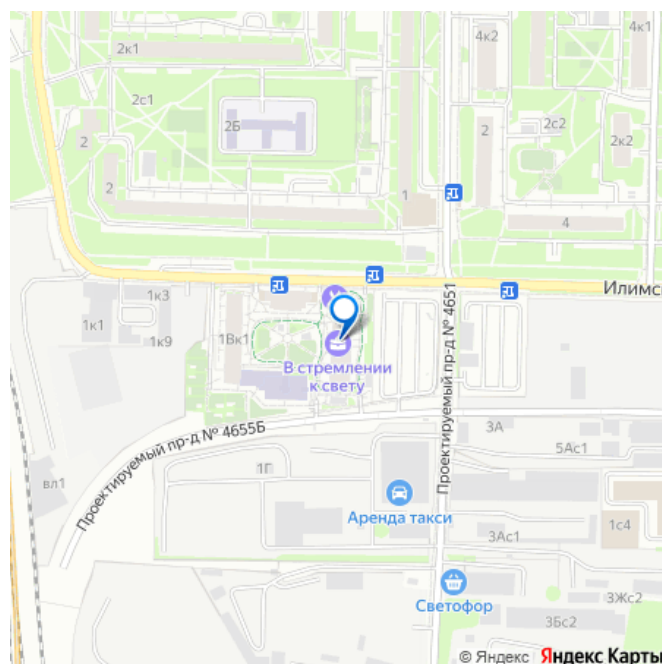 2к1
4к2
4к1
2с1
2Б
2
2с2
2к2
2
2
1
4
Илимс
1к3
1к1
1к9
1Вк1
В стремлении
к свету
Проектируемый пр-д № 4651
Проектируемый пр-д № 4655Б
3А
5Ас1
1Г
вл1
Аренда такси
1с4
3Ас1
Светофор
3Жс2
3Бс2
© Яндекс Яндекс Карты